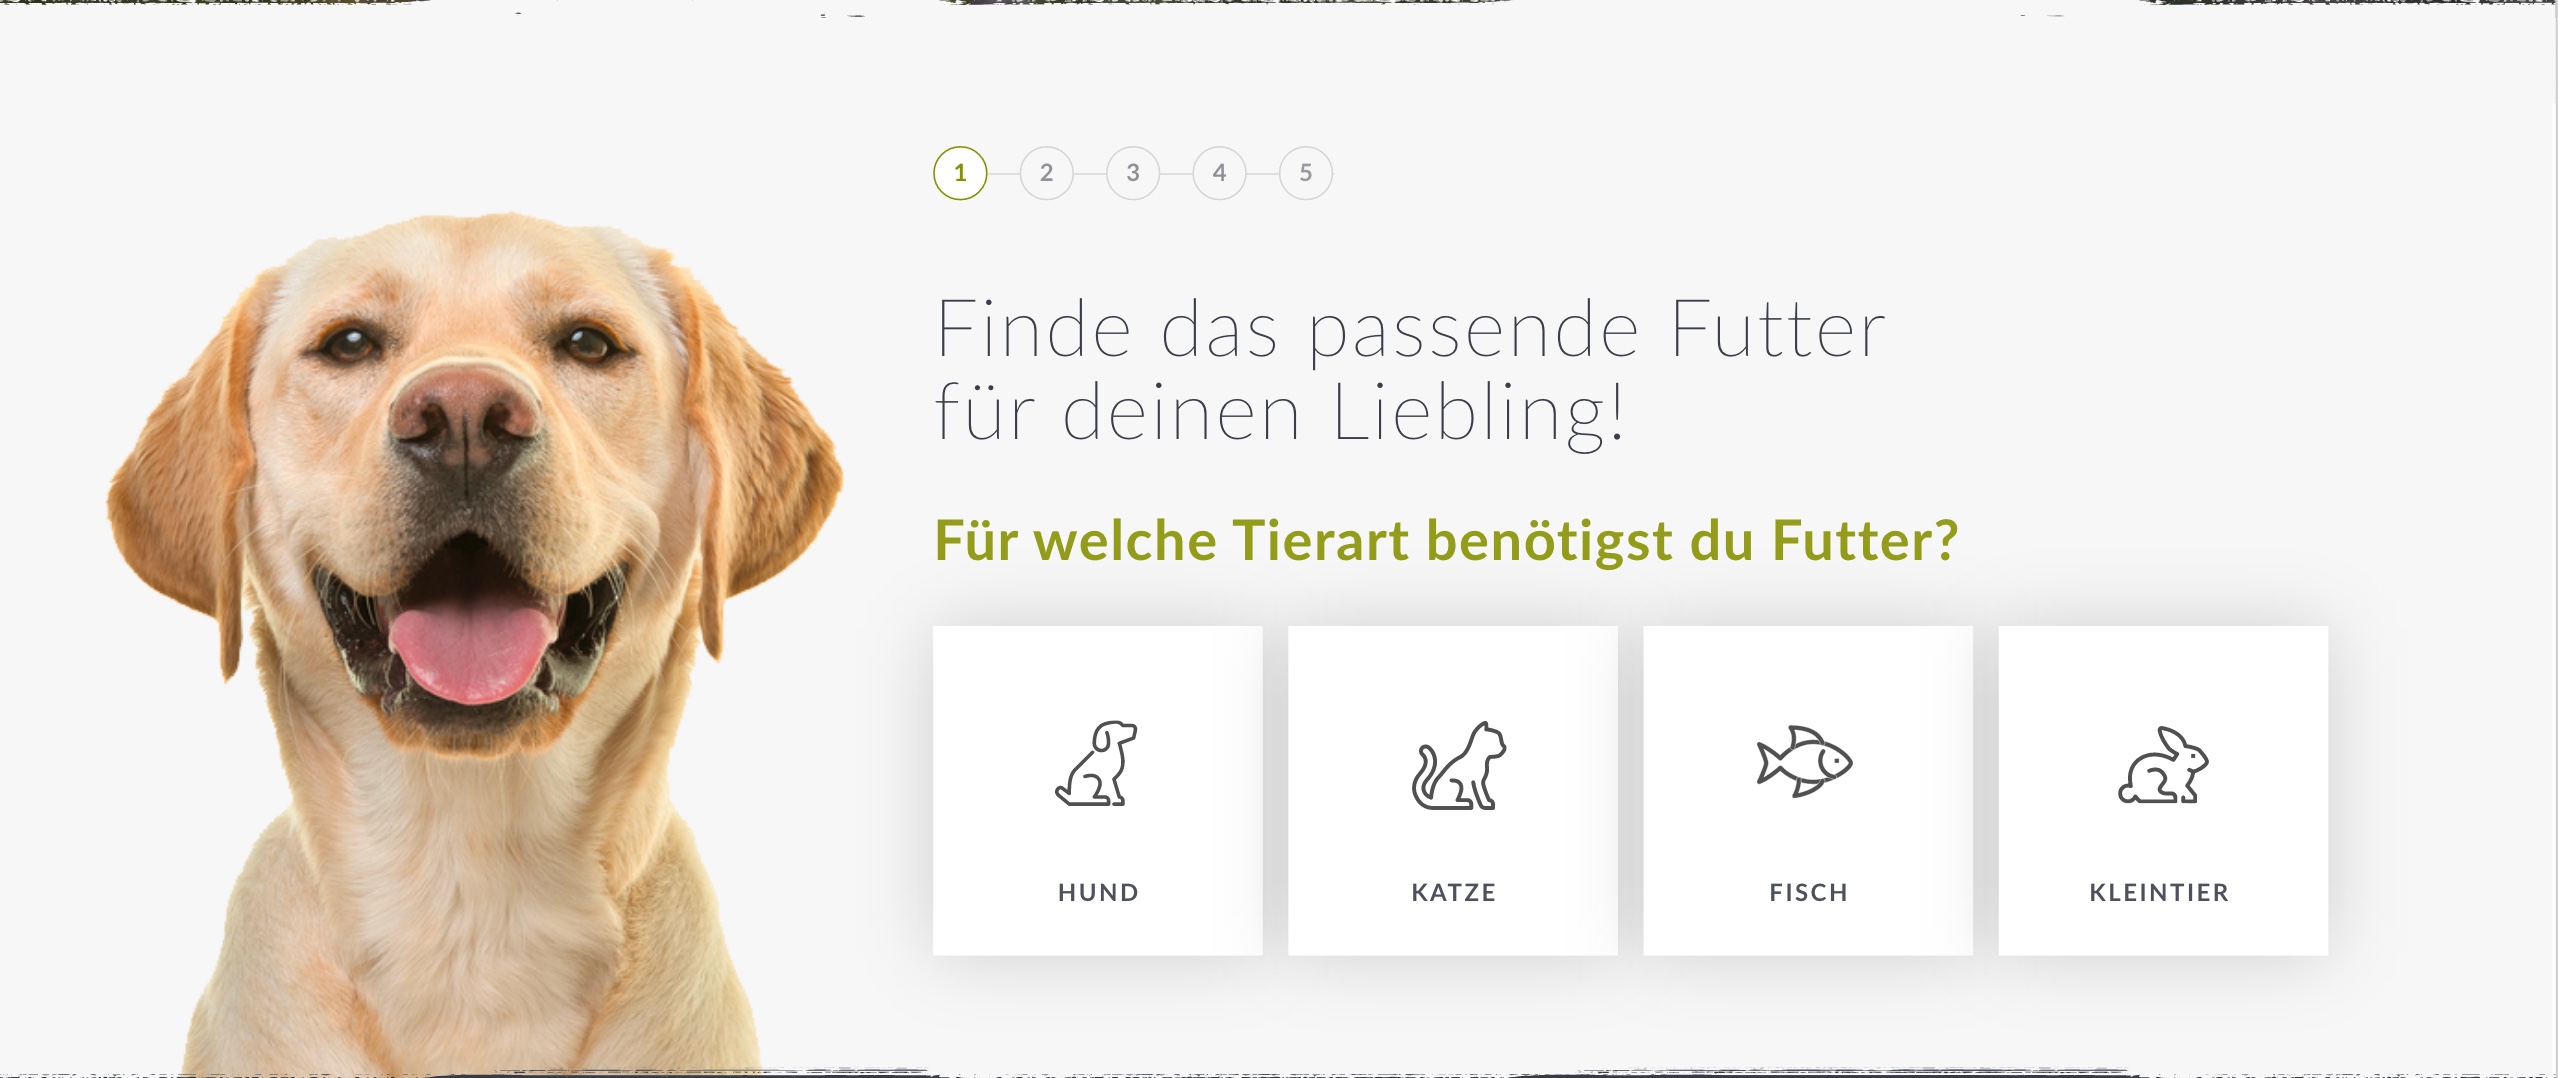 1 2 3 4 5
Finde das passende Futter
für deinen Liebling!
Für welche Tierart benötigst du Futter?
HUND KATZE FISCH KLEINTIER